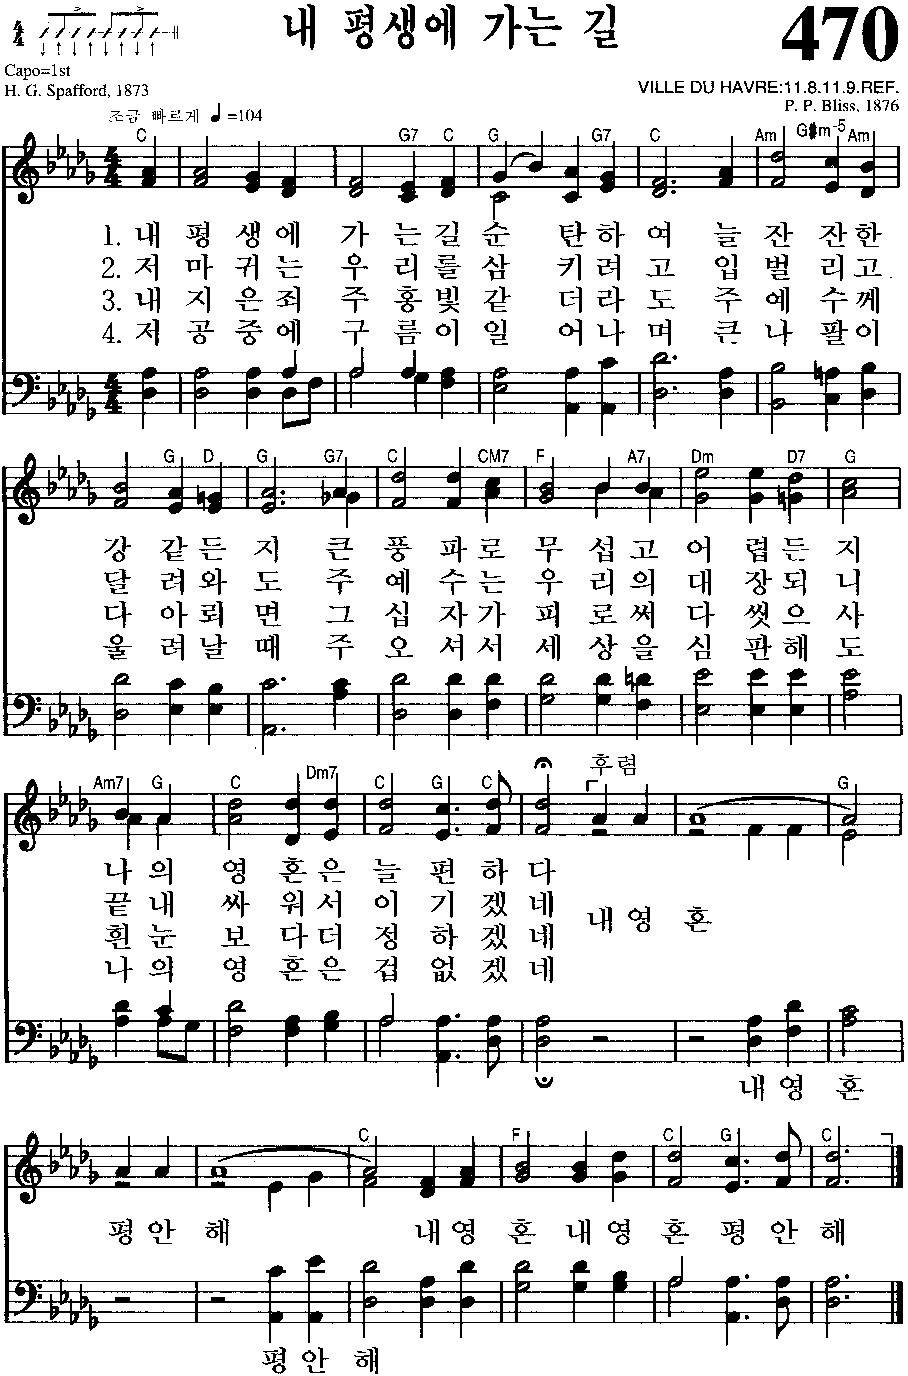 내 평생에 가는 길
470
Capo=1st
H. G. Spafford, 1873
VILLE DU HAVRE:11.8.11.9.REF.
P. P. Bliss, 1876
조금 빠르게 ♩=104
C G7 C G G7 C Am G#m-5 Am
1. 내 평 생 에 가 는 길 순 탄 하 여 늘 잔 잔 한
2. 저 마 귀 는 우 리 를 삼 키 려 고 입 벌 리 고
3. 내 지 은 죄 주 홍 빛 같 더 라 도 주 예 수 께
4. 저 공 중 에 구 름 이 일 어 나 며 큰 나 팔 이
G D G G7 C CM7 F A7 Dm D7 G
강 같 든 지 큰 풍 파 로 무 섭 고 어 렵 든 지
달 려 와 도 주 예 수 는 우 리 의 대 장 되 니
다 아 뢰 면 그 십 자 가 피 로 써 다 씻 으 사
울 려 날 때 주 오 셔 서 세 상 을 심 판 해 도
후렴
Am7 G C Dm7 C G C G
나 의 영 혼 은 늘 편 하 다
끝 내 싸 워 서 이 기 겠 네
흰 눈 보 다 더 정 하 겠 네
나 의 영 혼 은 겁 없 겠 네
내 영 혼
내 영 혼
C F C G C
평 안 해 내 영 혼 내 영 혼 평 안 해
평 안 해